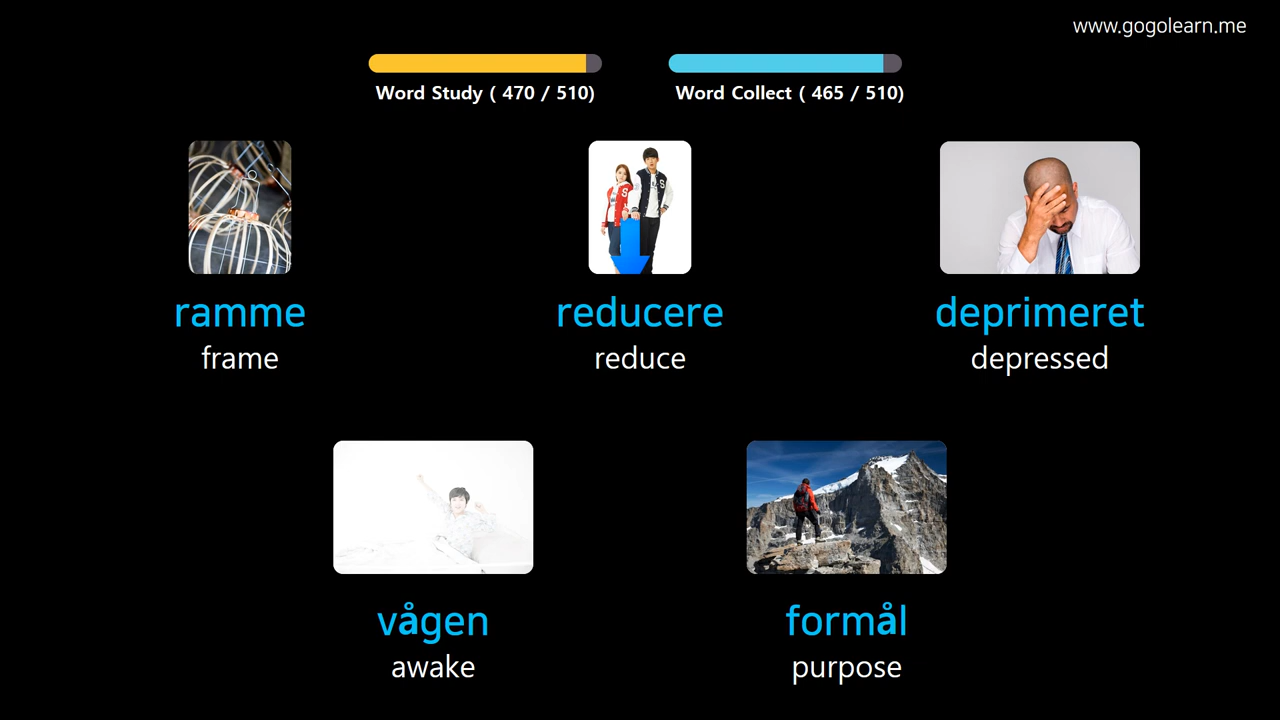 www.gogolearn.me
Word Study ( 470 / 510)
Word Collect ( 465 / 510)
ramme
frame
reducere
reduce
deprimeret
depressed
vågen
awake
formål
purpose